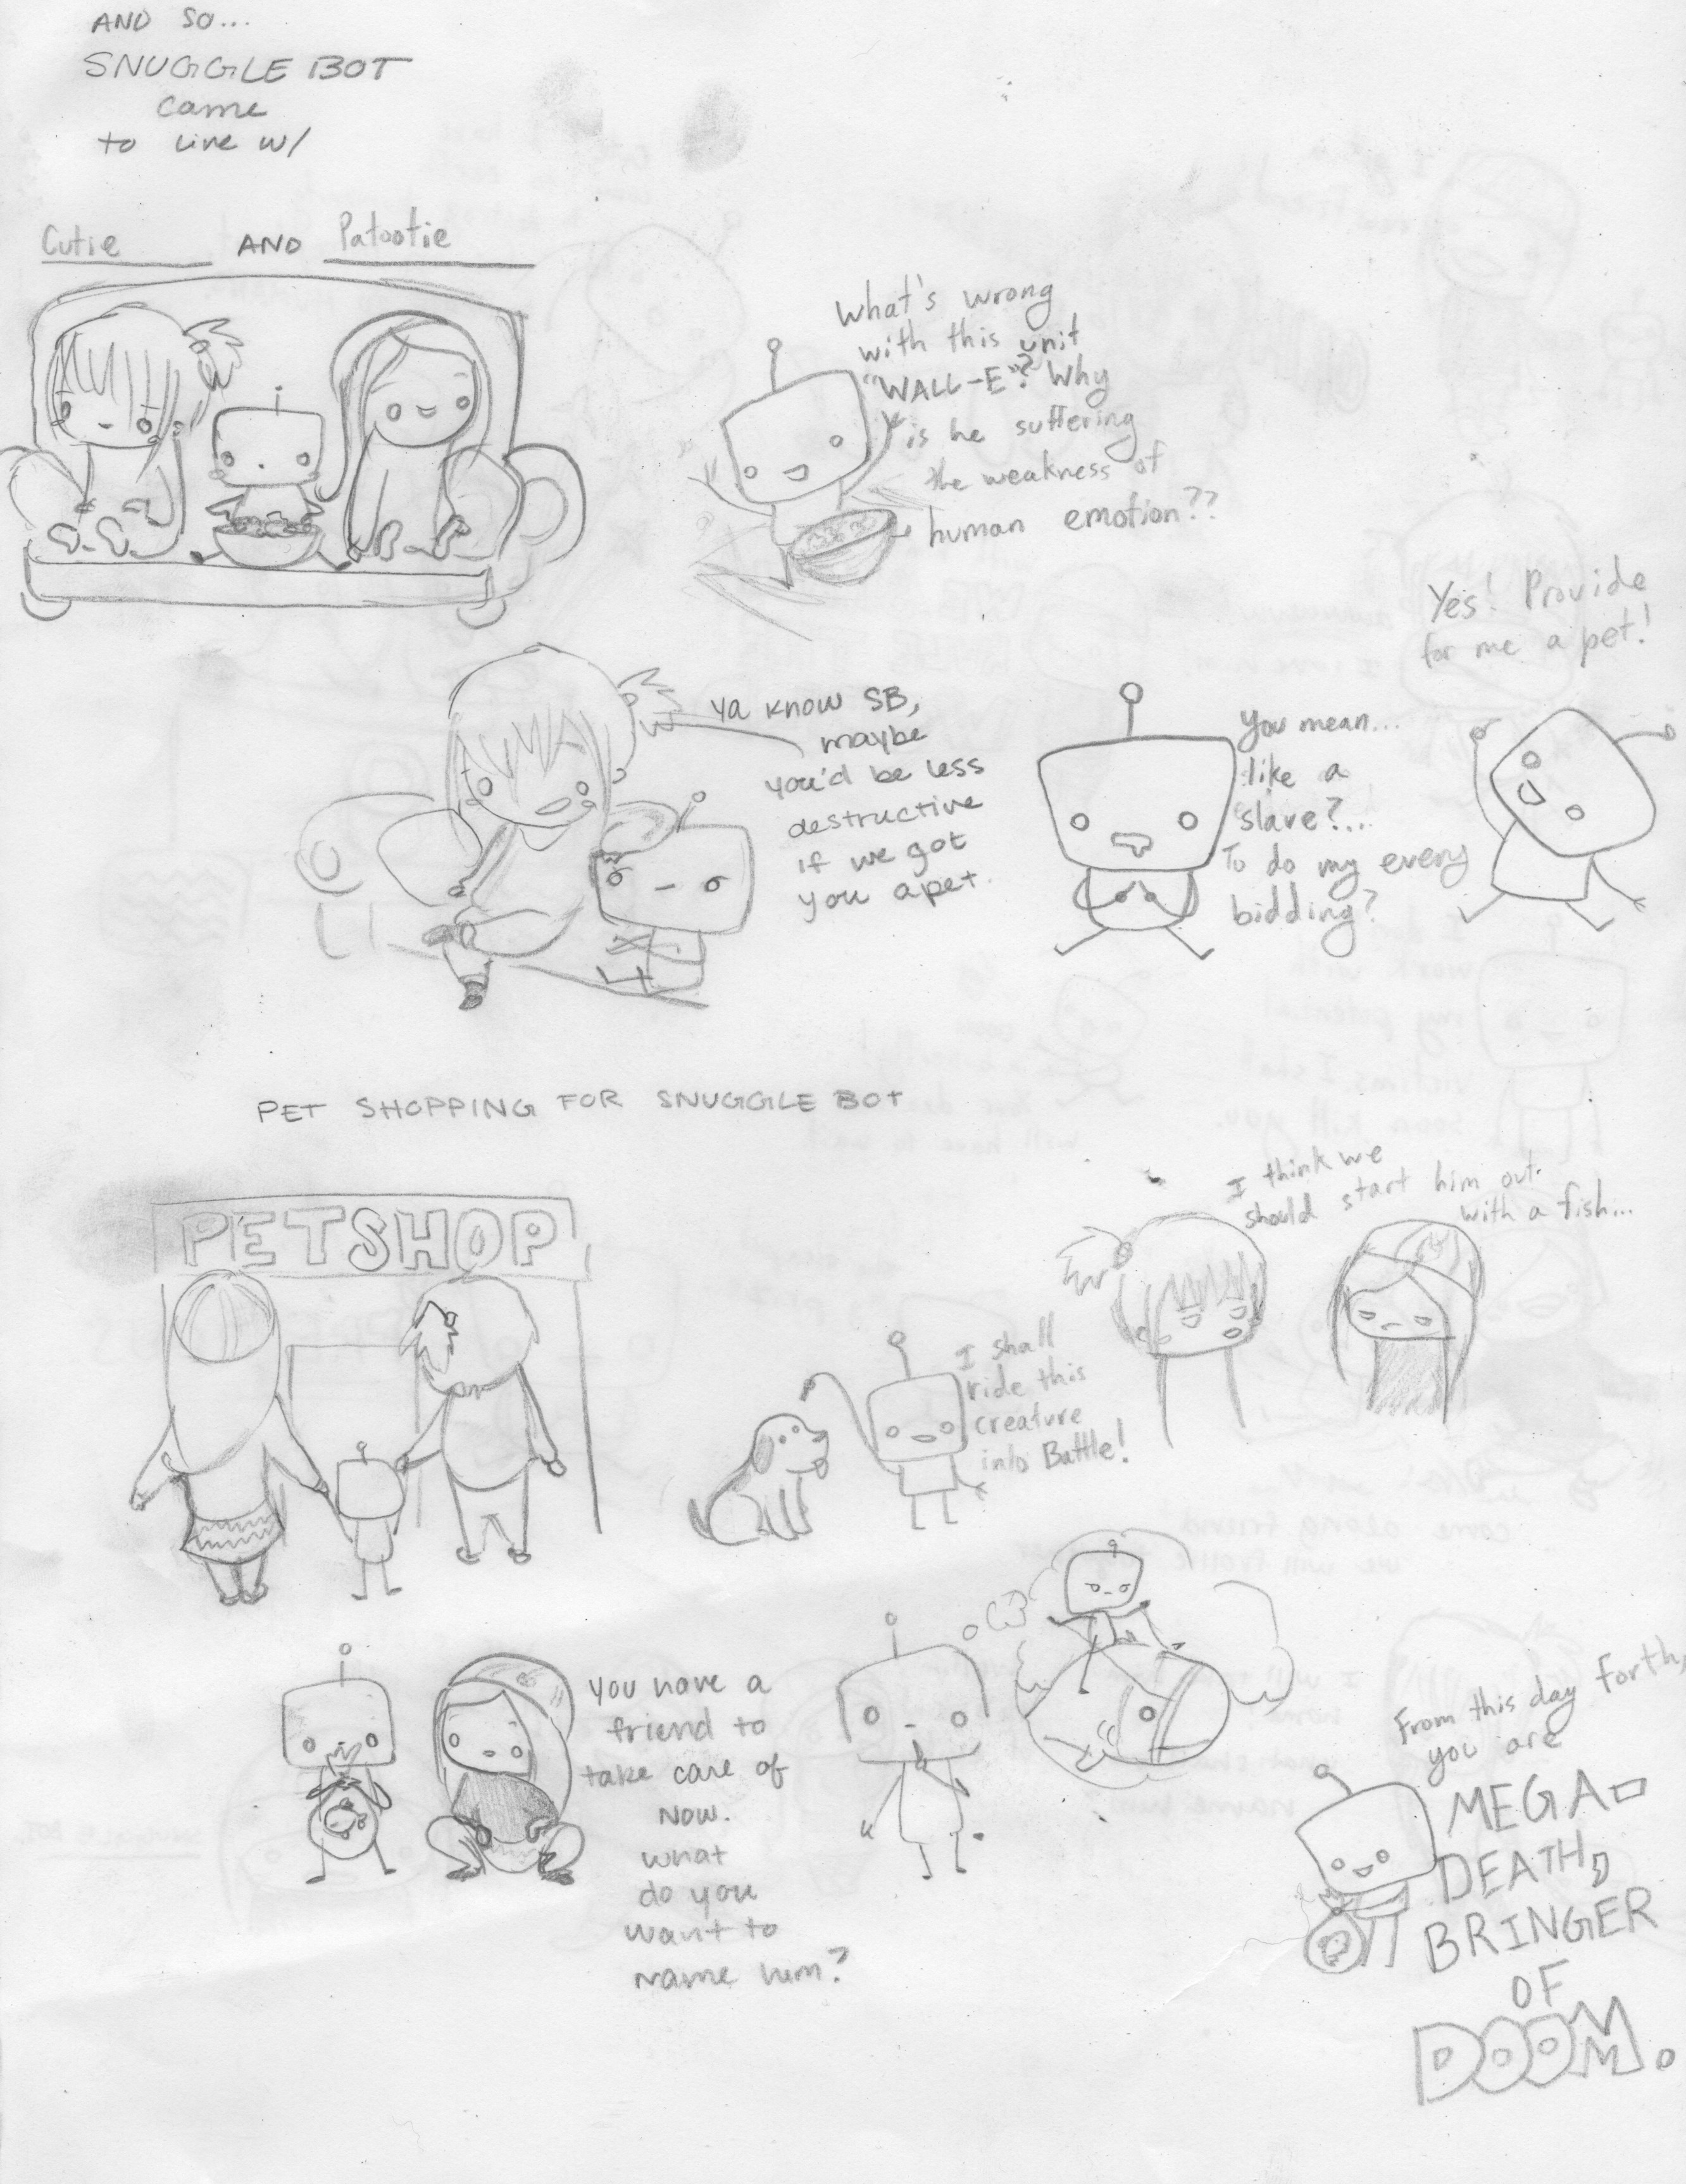 AND SO...
SNUGGLE BOT
came
to live w/
Cutie AND Patootie
What's wrong
with this unit
"WALL-E"? Why
is he suffering
the weakness of
human emotion??
Ya know SB,
maybe
you'd be less
destructive
if we got
you a pet.
You mean...
like a
slave?...
To do my every
bidding?
Yes! Provide
for me a pet!
PET SHOPPING FOR SNUGGLE BOT
PETSHOP
I shall
ride this
creature
into Battle!
I think we
should start him out
with a fish...
You have a
friend to
take care of
now.
what
do you
want to
name him?
From this day forth,
you are
MEGA-
DEATH,
BRINGER
OF
DOOM.